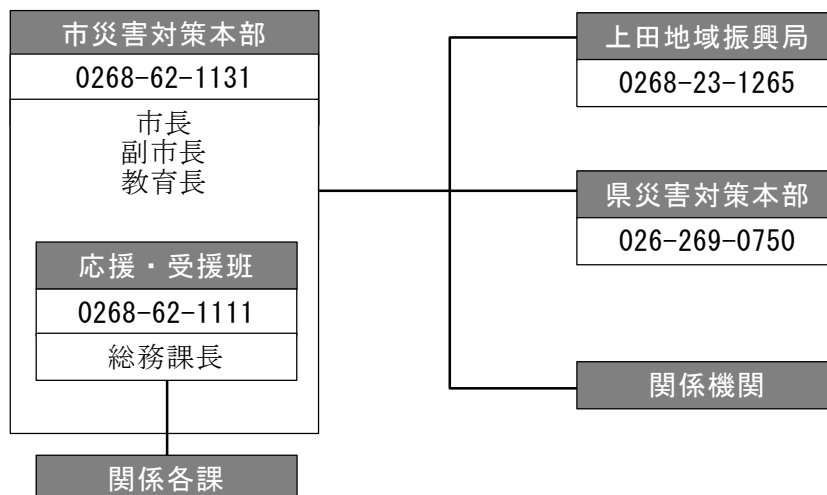 市災害対策本部
0268-62-1131
市長
副市長
教育長
応援・受援班
0268-62-1111
総務課長
関係各課
上田地域振興局
0268-23-1265
県災害対策本部
026-269-0750
関係機関